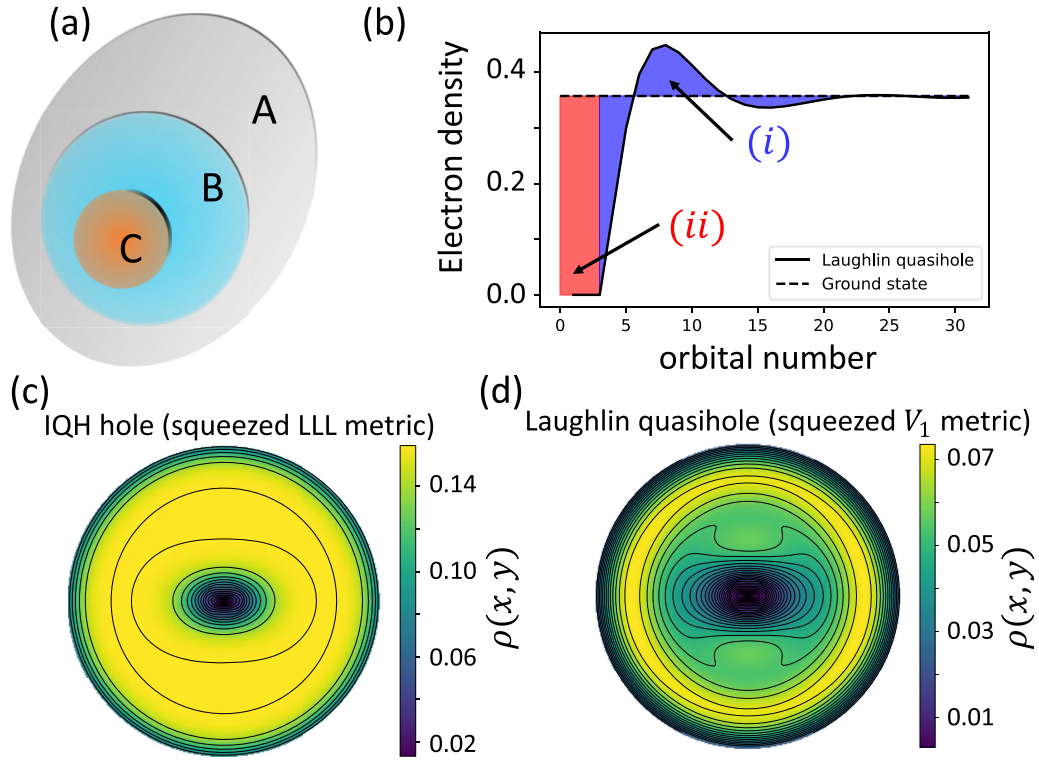 (a)
A
B
C
(b)
Electron density
0.4
0.2
0.0
(i)
(ii)
Laughlin quasihole
Ground state
0
5
10
15
20
25
30
orbital number
(c)
IQH hole (squeezed LLL metric)
0.14
0.10
0.06
0.02
ρ(x, y)
(d)
Laughlin quasihole (squeezed V₁ metric)
0.07
0.05
0.03
0.01
ρ(x, y)